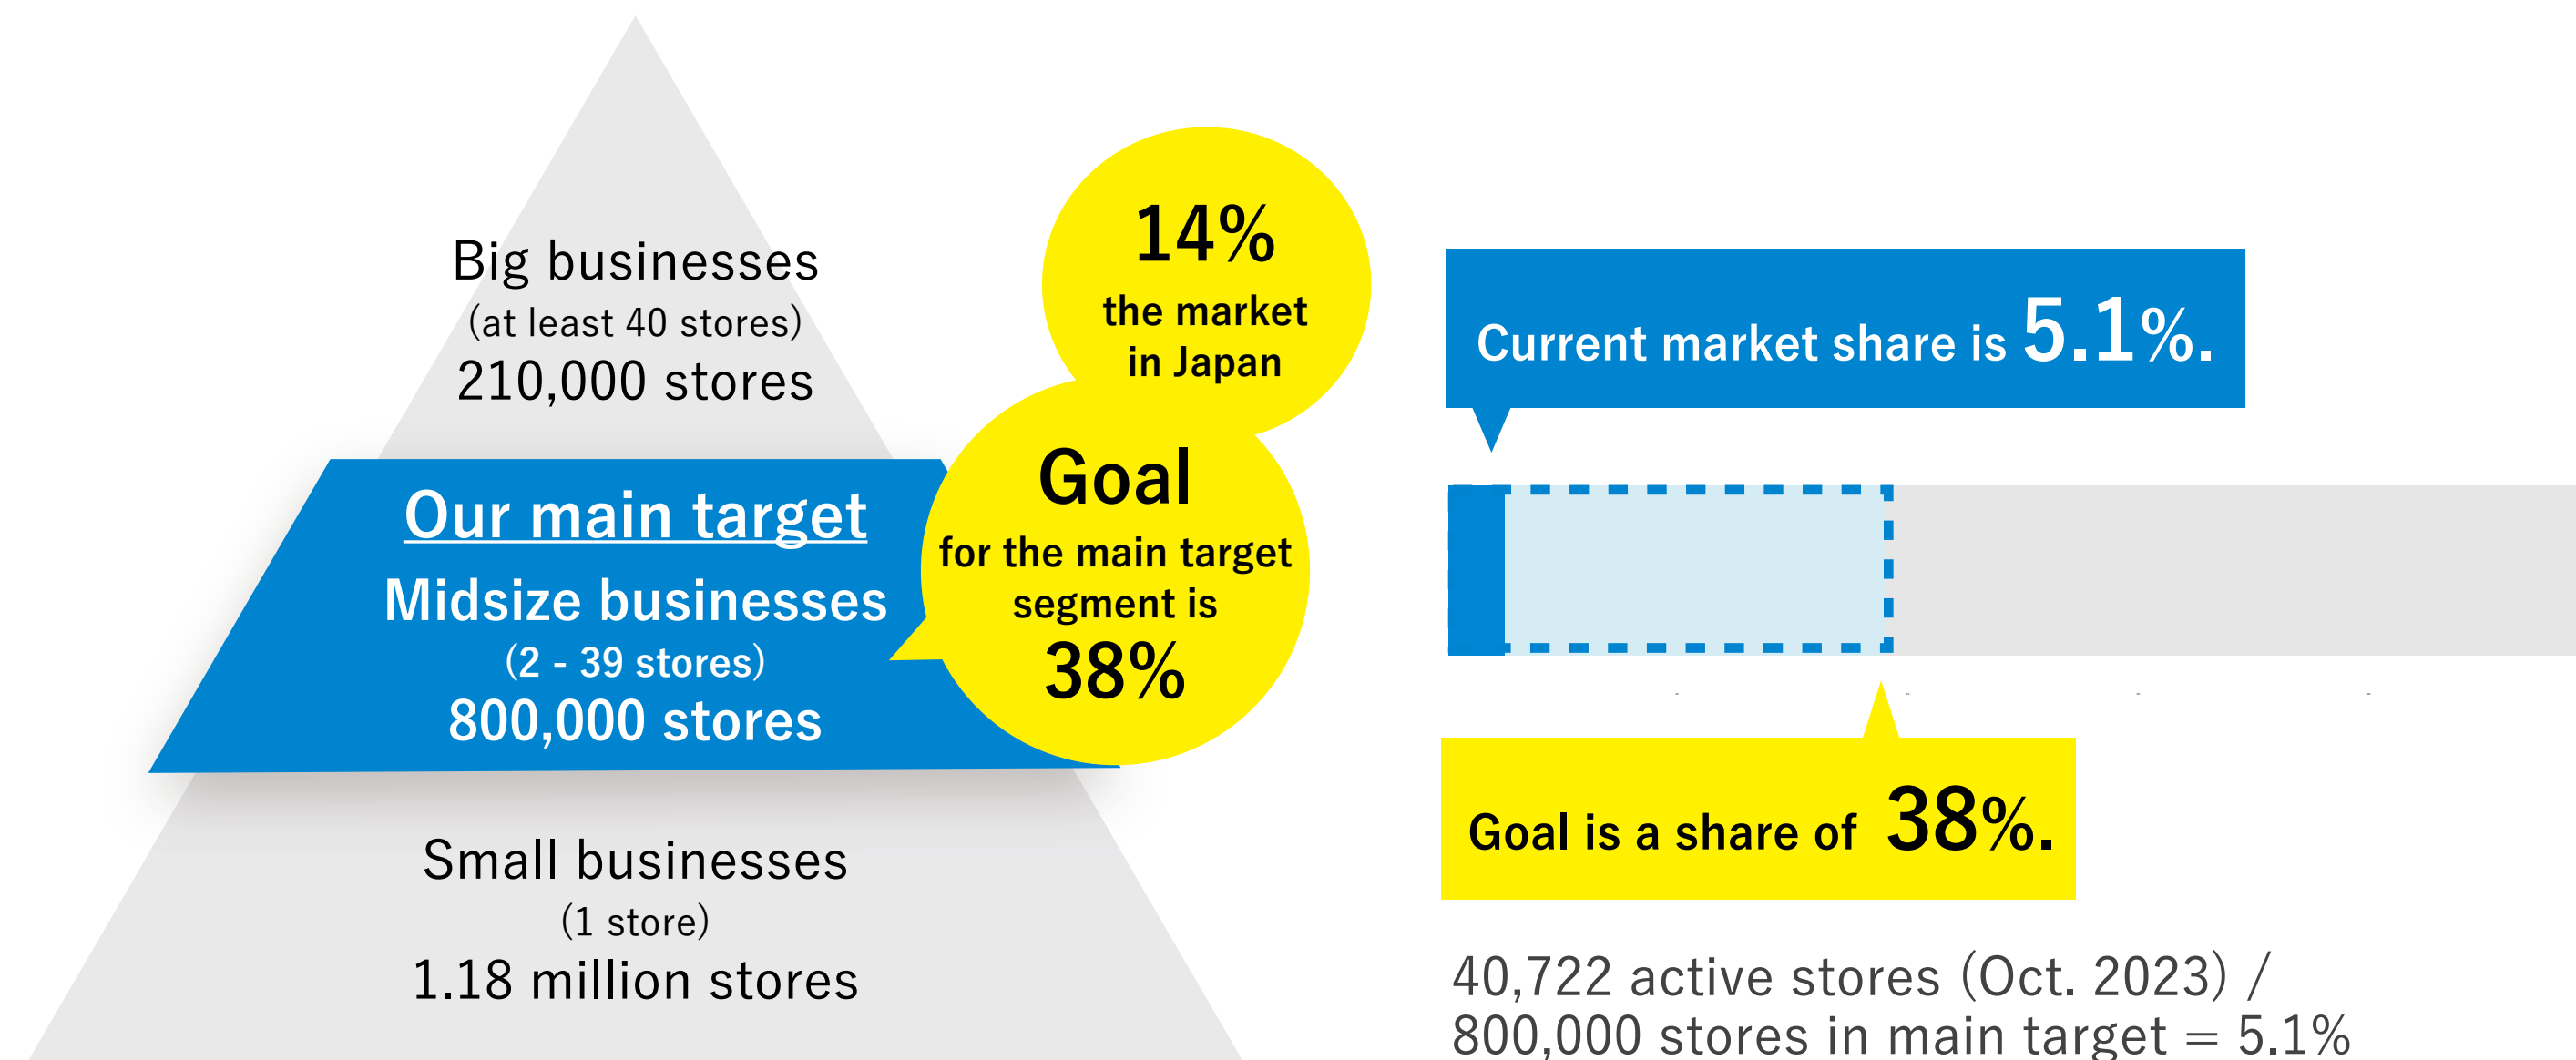 Big businesses
(at least 40 stores)
210,000 stores
Our main target
Midsize businesses
(2 - 39 stores)
800,000 stores
Small businesses
(1 store)
1.18 million stores
14%
the market
in Japan
Goal
for the main target
segment is
38%
Current market share is 5.1%.
Goal is a share of 38%.
40,722 active stores (Oct. 2023) /
800,000 stores in main target = 5.1%